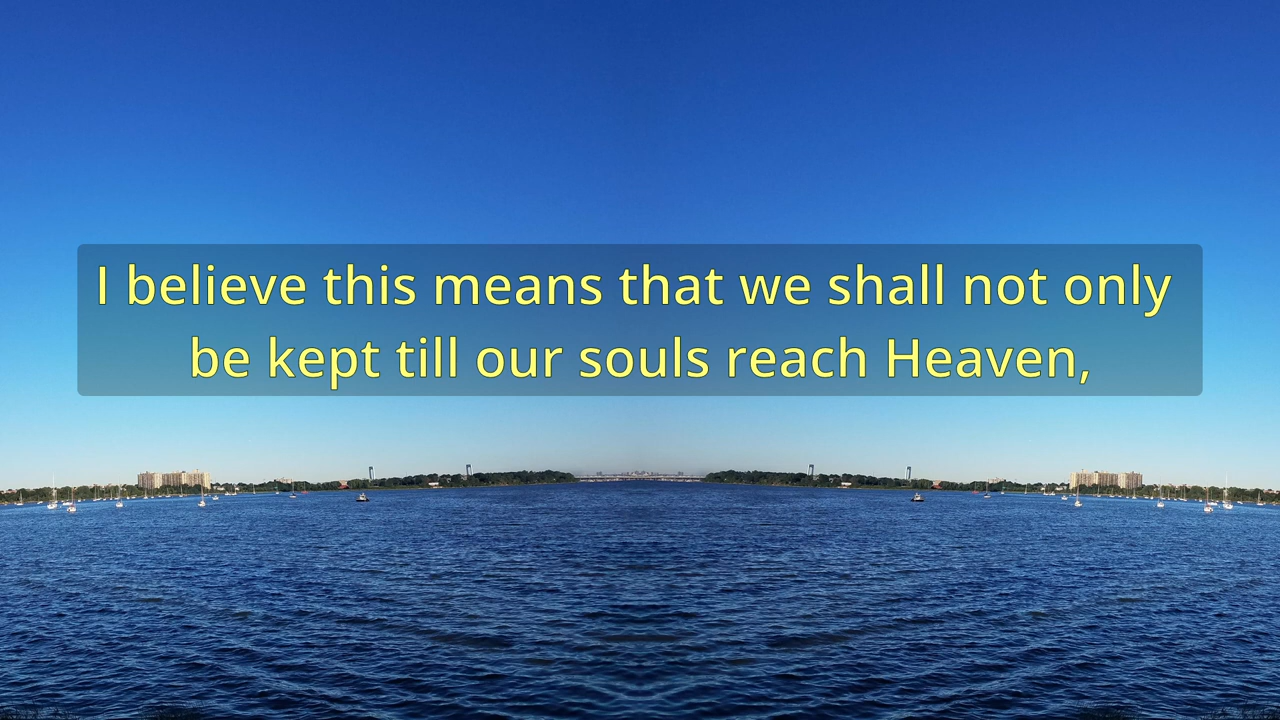 I believe this means that we shall not only
be kept till our souls reach Heaven,